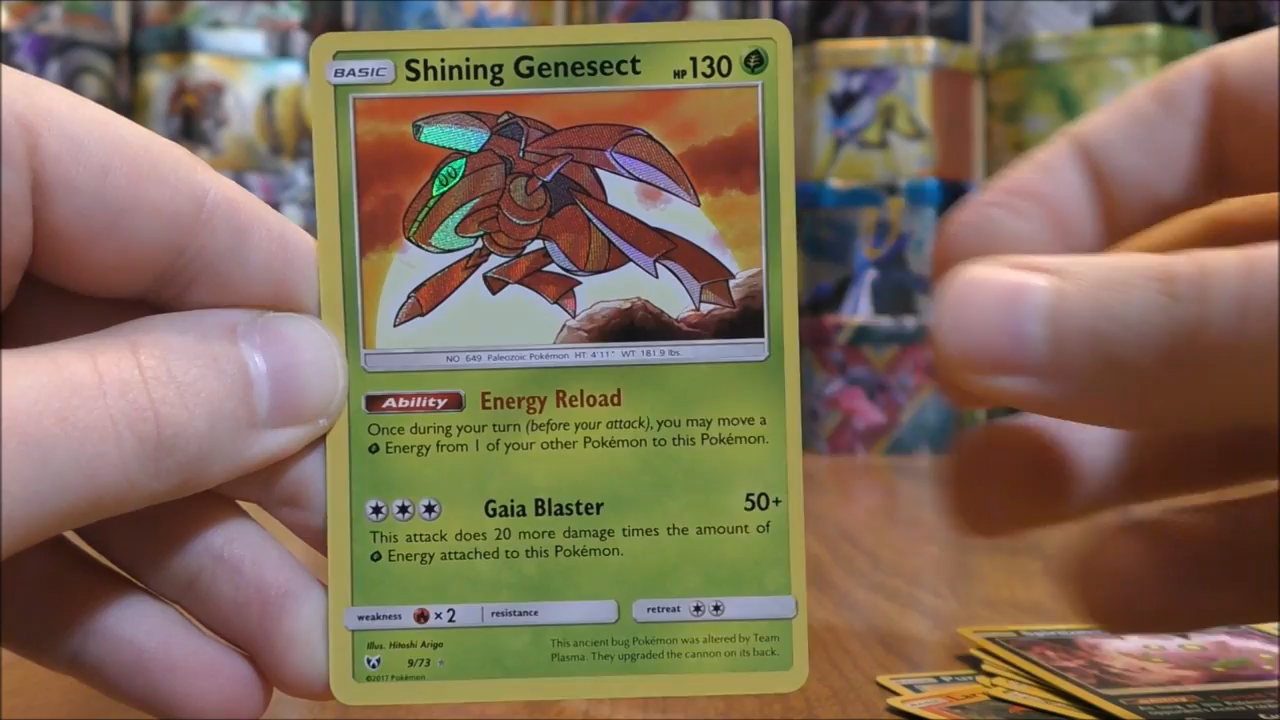 BASIC Shining Genesect HP 130
NO 649 Paleozoic Pokémon HT: 4'11" WT: 181.9 lbs.
Ability Energy Reload
Once during your turn (before your attack), you may move a
Energy from 1 of your other Pokémon to this Pokémon.
Gaia Blaster 50+
This attack does 20 more damage times the amount of
Energy attached to this Pokémon.
weakness ×2 resistance retreat
Illus. Hitoshi Ariga
9/73
©2017 Pokémon
This ancient bug Pokémon was altered by Team
Plasma. They upgraded the cannon on its back.